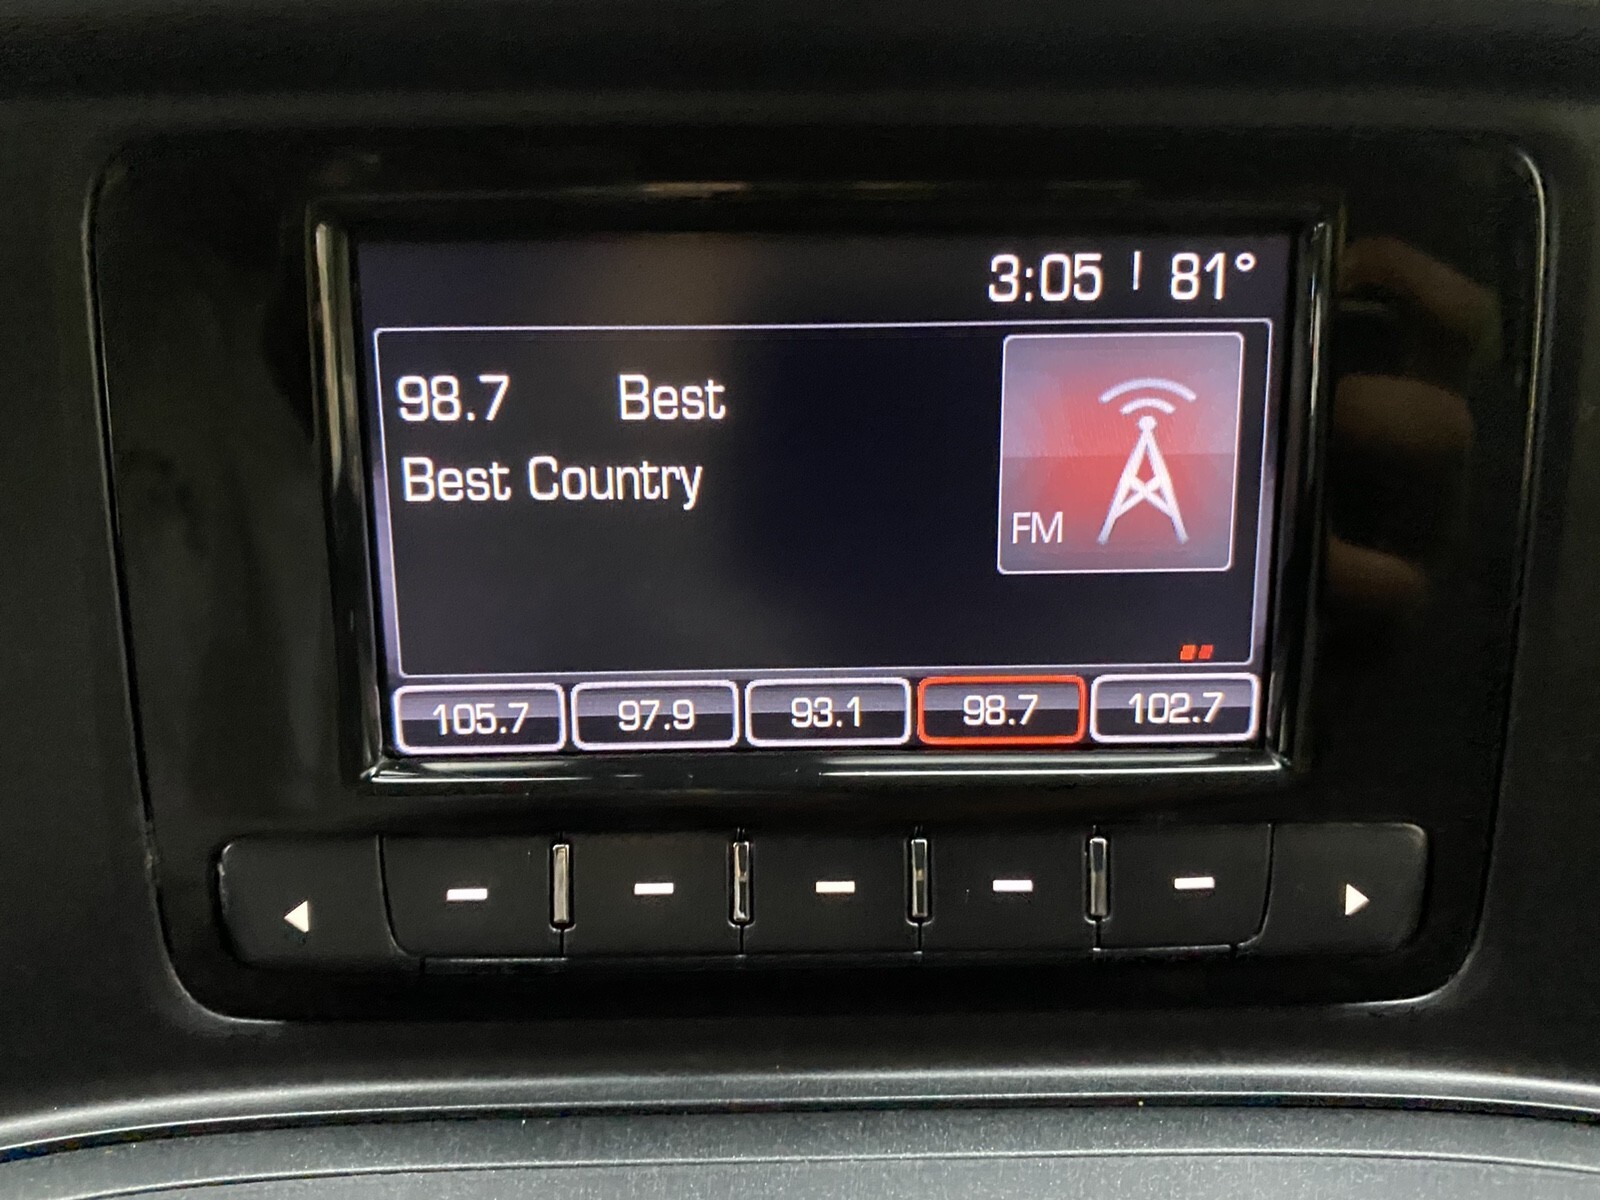 3:05 | 81°
98.7 Best
Best Country
FM
105.7 97.9 93.1 98.7 102.7